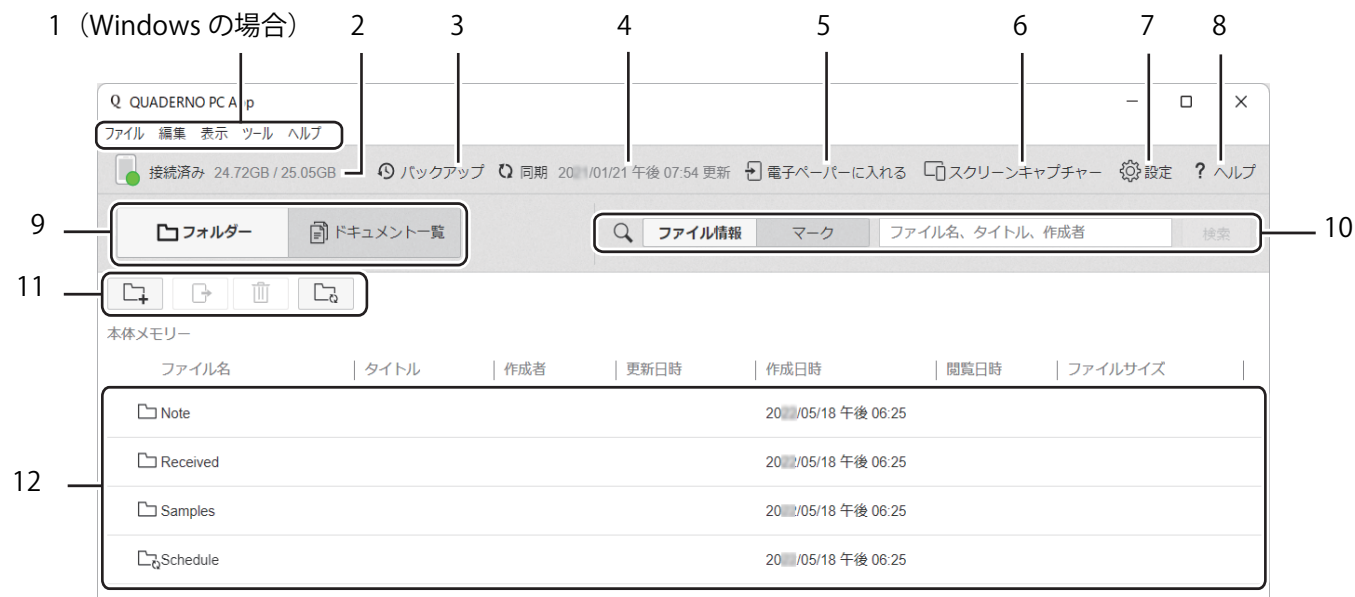 1（Windows の場合） 2 3 4 5 6 7 8
QUADERNO PC App
ファイル 編集 表示 ツール ヘルプ
接続済み 24.72GB / 25.05GB バックアップ 同期 20 /01/21 午後 07:54 更新 電子ペーパーに入れる スクリーンキャプチャー 設定 ? ヘルプ
9 フォルダー ドキュメント一覧 ファイル情報 マーク ファイル名、タイトル、作成者 検索 10
11
本体メモリー
ファイル名 タイトル 作成者 更新日時 作成日時 閲覧日時 ファイルサイズ
Note 20 /05/18 午後 06:25
Received 20 /05/18 午後 06:25
12
Samples 20 /05/18 午後 06:25
Schedule 20 /05/18 午後 06:25